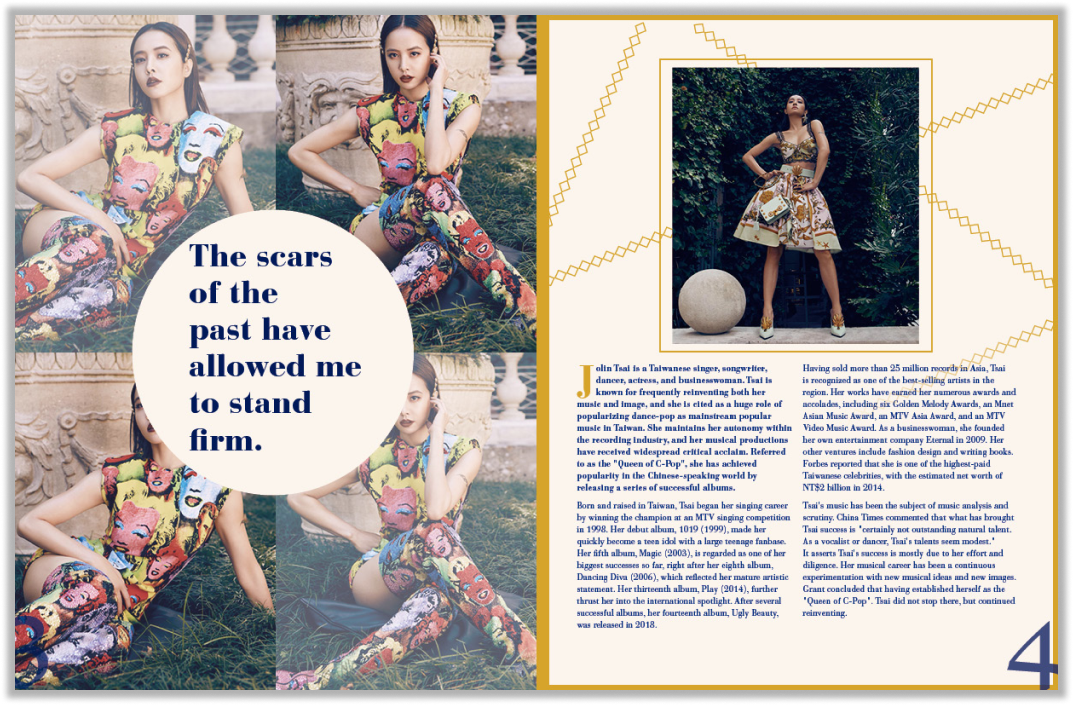 The scars
of the
past have
allowed me
to stand
firm.
Jolin Tsai is a Taiwanese singer, songwriter,
dancer, actress, and businesswoman. Tsai is
known for frequently reinventing both her
music and image, and she is cited as a huge role of
popularizing dance-pop as mainstream popular
music in Taiwan. She maintains her autonomy within
the recording industry, and her musical productions
have received widespread critical acclaim. Referred
to as the "Queen of C-Pop", she has achieved
popularity in the Chinese-speaking world by
releasing a series of successful albums.
Born and raised in Taiwan, Tsai began her singing career
by winning the champion at an MTV singing competition
in 1998. Her debut album, 1019 (1999), made her
quickly become a teen idol with a large teenage fanbase.
Her fifth album, Magic (2003), is regarded as one of her
biggest successes so far, right after her eighth album,
Dancing Diva (2006), which reflected her mature artistic
statement. Her thirteenth album, Play (2014), further
thrust her into the international spotlight. After several
successful albums, her fourteenth album, Ugly Beauty,
was released in 2018.
Having sold more than 25 million records in Asia, Tsai
is recognized as one of the best-selling artists in the
region. Her works have earned her numerous awards and
accolades, including six Golden Melody Awards, an Mnet
Asian Music Award, an MTV Asia Award, and an MTV
Video Music Award. As a businesswoman, she founded
her own entertainment company Eternal in 2009. Her
other ventures include fashion design and writing books.
Forbes reported that she is one of the highest-paid
Taiwanese celebrities, with the estimated net worth of
NT$2 billion in 2014.
Tsai's music has been the subject of music analysis and
scrutiny. China Times commented that what has brought
Tsai success is "certainly not outstanding natural talent.
As a vocalist or dancer, Tsai's talents seem modest."
It asserts Tsai's success is mostly due to her effort and
diligence. Her musical career has been a continuous
experimentation with new musical ideas and new images.
Grant concluded that having established herself as the
"Queen of C-Pop". Tsai did not stop there, but continued
reinventing.
4